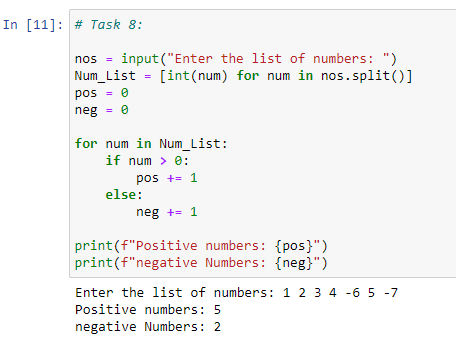 In [11]: # Task 8:
nos = input("Enter the list of numbers: ")
Num_List = [int(num) for num in nos.split()]
pos = 0
neg = 0
for num in Num_List:
    if num > 0:
        pos += 1
    else:
        neg += 1
print(f"Positive numbers: {pos}")
print(f"negative Numbers: {neg}")
Enter the list of numbers: 1 2 3 4 -6 5 -7
Positive numbers: 5
negative Numbers: 2